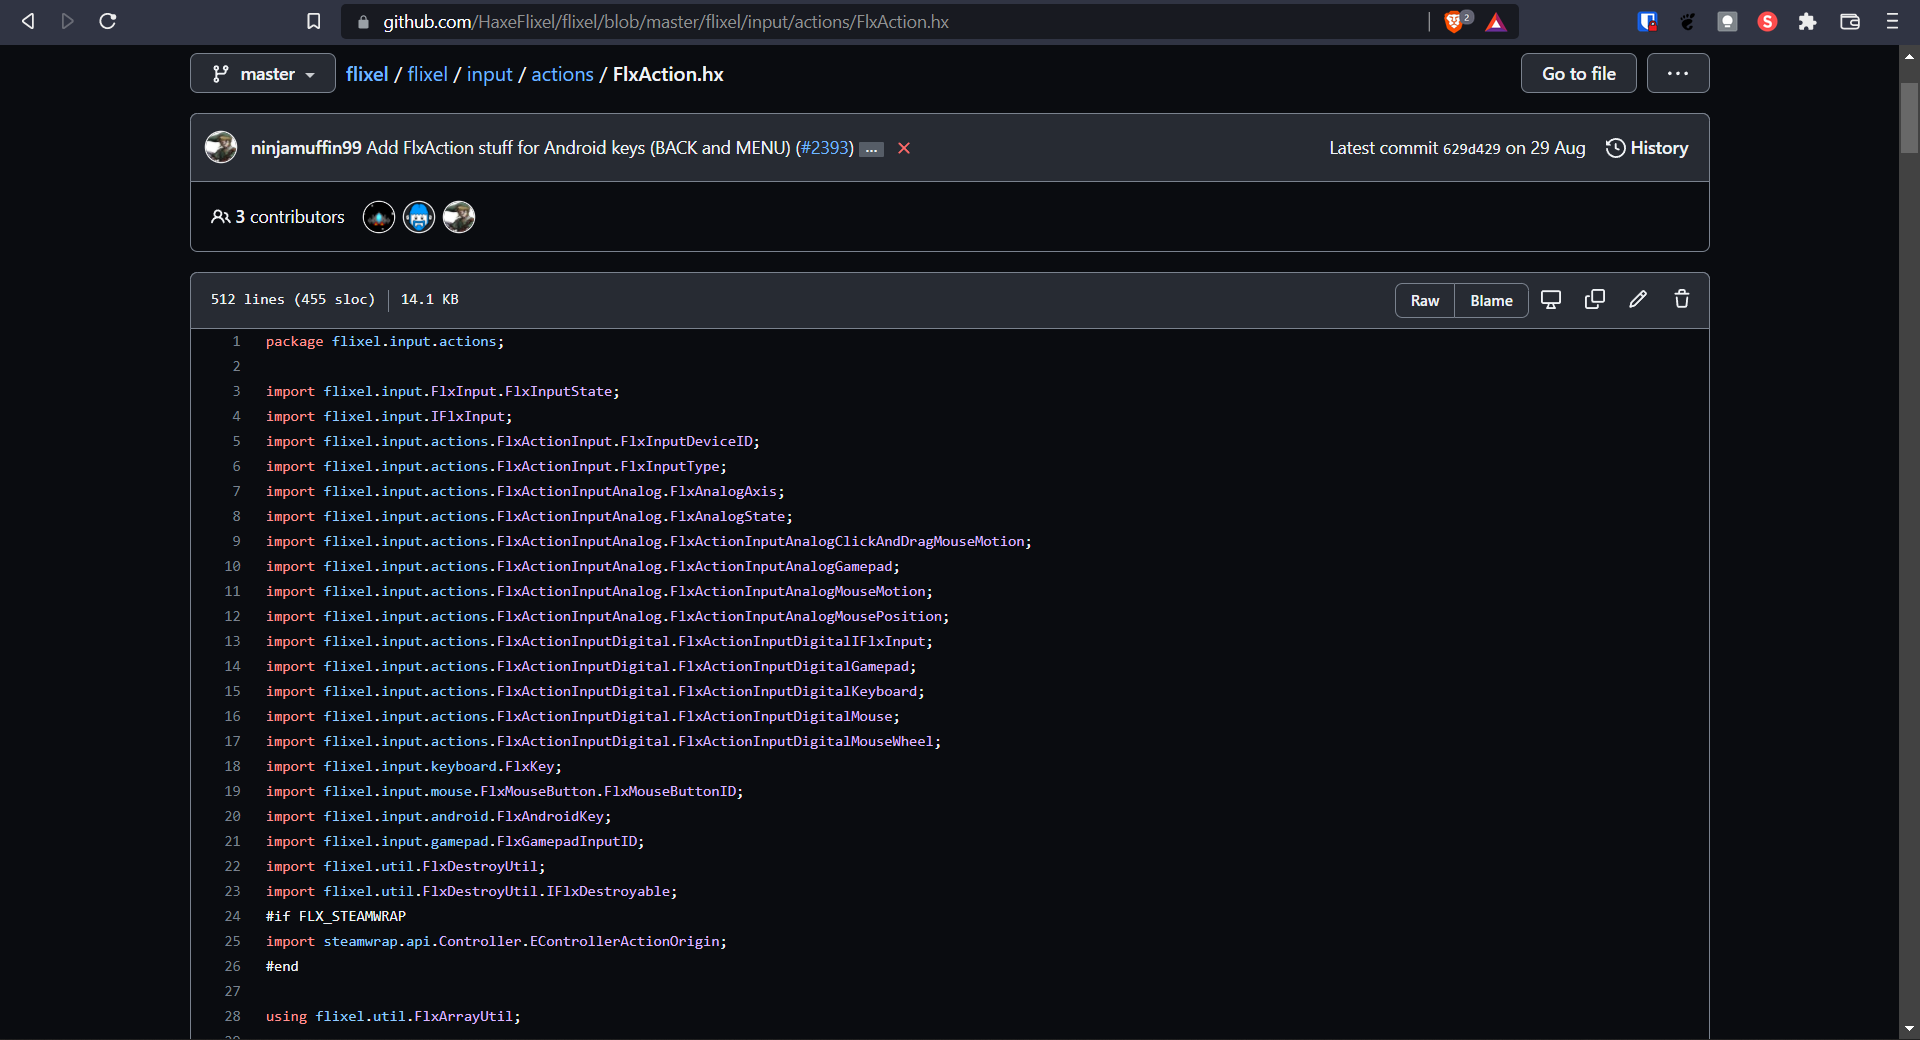 github.com/HaxeFlixel/flixel/blob/master/flixel/input/actions/FlxAction.hx
2
S
master
flixel / flixel / input / actions / FlxAction.hx
Go to file
...
ninjamuffin99 Add FlxAction stuff for Android keys (BACK and MENU) (#2393) ...
Latest commit 629d429 on 29 Aug
History
3 contributors
512 lines (455 sloc)
14.1 KB
Raw
Blame
1 package flixel.input.actions;
2
3 import flixel.input.FlxInput.FlxInputState;
4 import flixel.input.IFlxInput;
5 import flixel.input.actions.FlxActionInput.FlxInputDeviceID;
6 import flixel.input.actions.FlxActionInput.FlxInputType;
7 import flixel.input.actions.FlxActionInputAnalog.FlxAnalogAxis;
8 import flixel.input.actions.FlxActionInputAnalog.FlxAnalogState;
9 import flixel.input.actions.FlxActionInputAnalog.FlxActionInputAnalogClickAndDragMouseMotion;
10 import flixel.input.actions.FlxActionInputAnalog.FlxActionInputAnalogGamepad;
11 import flixel.input.actions.FlxActionInputAnalog.FlxActionInputAnalogMouseMotion;
12 import flixel.input.actions.FlxActionInputAnalog.FlxActionInputAnalogMousePosition;
13 import flixel.input.actions.FlxActionInputDigital.FlxActionInputDigitalIFlxInput;
14 import flixel.input.actions.FlxActionInputDigital.FlxActionInputDigitalGamepad;
15 import flixel.input.actions.FlxActionInputDigital.FlxActionInputDigitalKeyboard;
16 import flixel.input.actions.FlxActionInputDigital.FlxActionInputDigitalMouse;
17 import flixel.input.actions.FlxActionInputDigital.FlxActionInputDigitalMouseWheel;
18 import flixel.input.keyboard.FlxKey;
19 import flixel.input.mouse.FlxMouseButton.FlxMouseButtonID;
20 import flixel.input.android.FlxAndroidKey;
21 import flixel.input.gamepad.FlxGamepadInputID;
22 import flixel.util.FlxDestroyUtil;
23 import flixel.util.FlxDestroyUtil.IFlxDestroyable;
24 #if FLX_STEAMWRAP
25 import steamwrap.api.Controller.EControllerActionOrigin;
26 #end
27
28 using flixel.util.FlxArrayUtil;